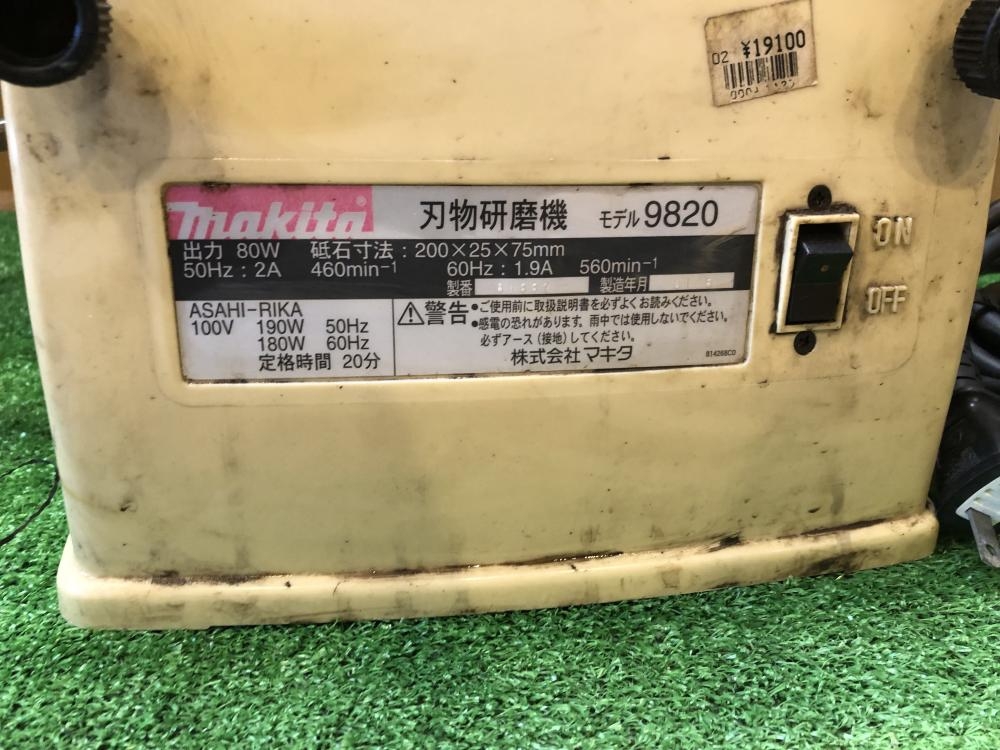 02 ¥19100
makita 刃物研磨機 モデル 9820
出力 80W 砥石寸法：200×25×75mm
50Hz：2A 460min-1 60Hz：1.9A 560min-1
製番 製造年月
ASAHI-RIKA
100V 190W 50Hz
180W 60Hz
定格時間 20分
⚠警告 ●ご使用前に取扱説明書を必ずよくお読みください。
●感電の恐れがあります。雨中では使用しないでください。
必ずアース（接地）してください。
株式会社 マキタ
814268C0
ON
OFF